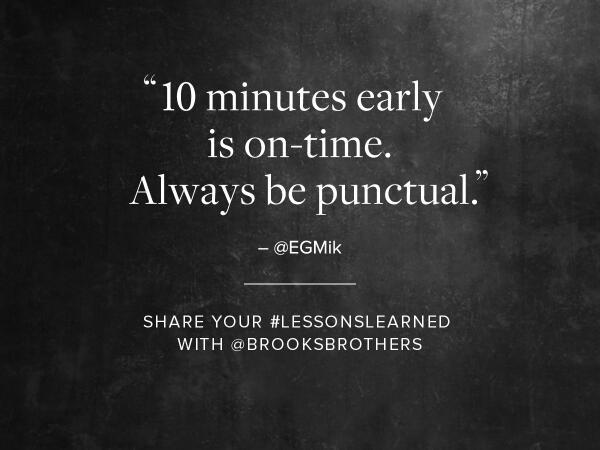 “10 minutes early
is on-time.
Always be punctual.”
– @EGMik
SHARE YOUR #LESSONSLEARNED
WITH @BROOKSBROTHERS